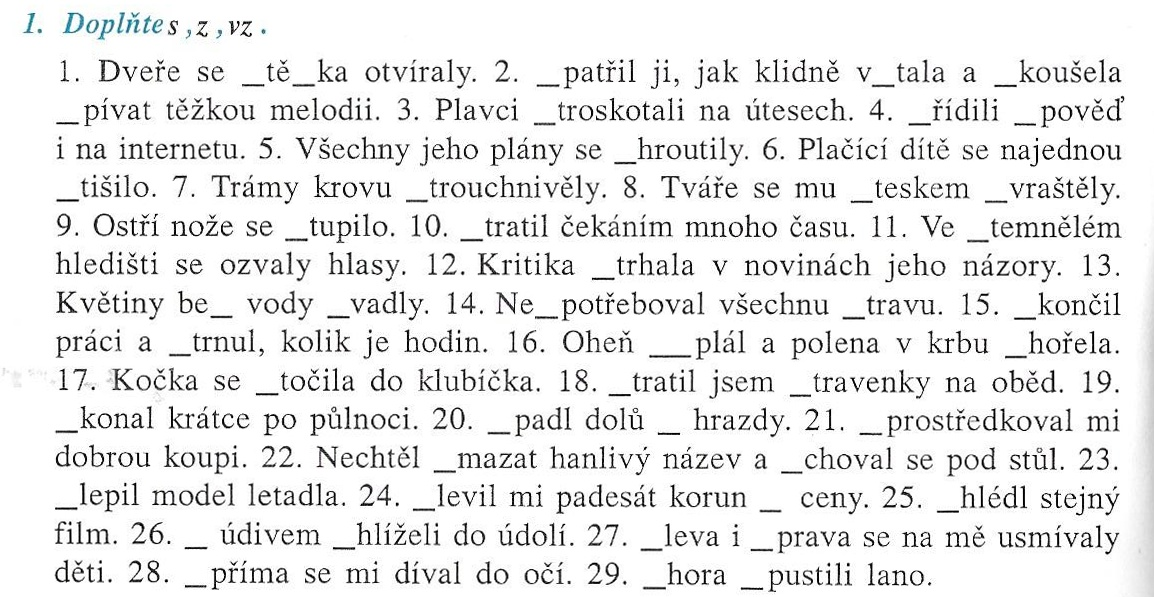 1. Doplňte s , z , vz .
1. Dveře se _tě_ka otvíraly. 2. _patřil ji, jak klidně v_tala a _koušela
_pívat těžkou melodii. 3. Plavci _troskotali na útesech. 4. _řídili _pověď
i na internetu. 5. Všechny jeho plány se _hroutily. 6. Plačící dítě se najednou
_tišilo. 7. Trámy krovu _trouchnivěly. 8. Tváře se mu _teskem _vraštěly.
9. Ostří nože se _tupilo. 10. _tratil čekáním mnoho času. 11. Ve _temnělém
hledišti se ozvaly hlasy. 12. Kritika _trhala v novinách jeho názory. 13.
Květiny be_ vody _vadly. 14. Ne_potřeboval všechnu _travu. 15. _končil
práci a _trnul, kolik je hodin. 16. Oheň __plál a polena v krbu _hořela.
17. Kočka se _točila do klubíčka. 18. _tratil jsem _travenky na oběd. 19.
_konal krátce po půlnoci. 20. _padl dolů _ hrazdy. 21. _prostředkoval mi
dobrou koupi. 22. Nechtěl _mazat hanlivý název a _choval se pod stůl. 23.
_lepil model letadla. 24. _levil mi padesát korun _ ceny. 25. _hlédl stejný
film. 26. _ údivem _hlíželi do údolí. 27. _leva i _prava se na mě usmívaly
děti. 28. _příma se mi díval do očí. 29. _hora _pustili lano.